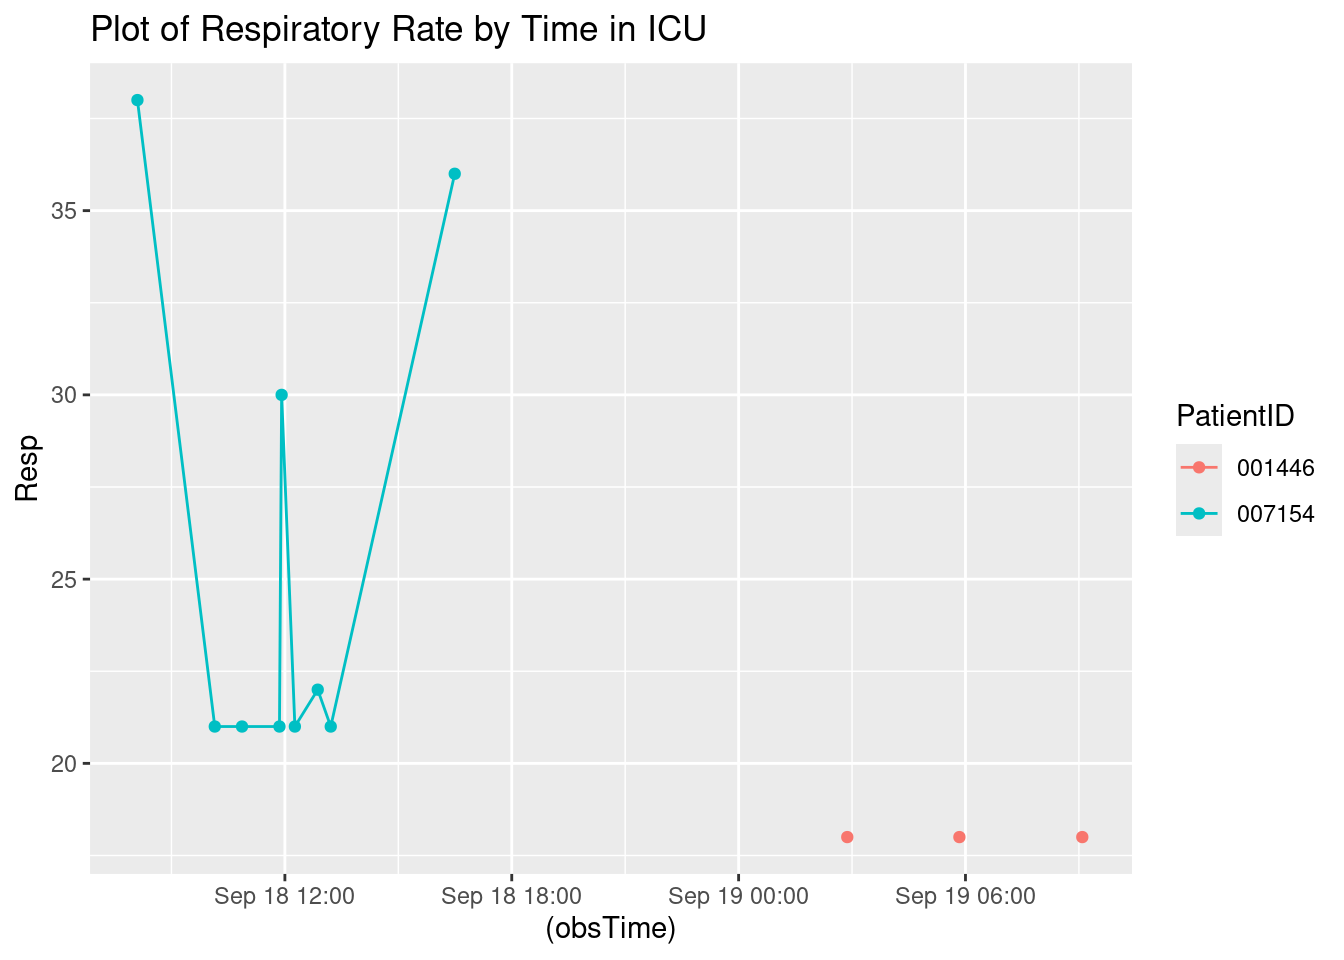 Plot of Respiratory Rate by Time in ICU
35
30
25
20
Resp
Sep 18 12:00 Sep 18 18:00 Sep 19 00:00 Sep 19 06:00
(obsTime)
PatientID
001446
007154